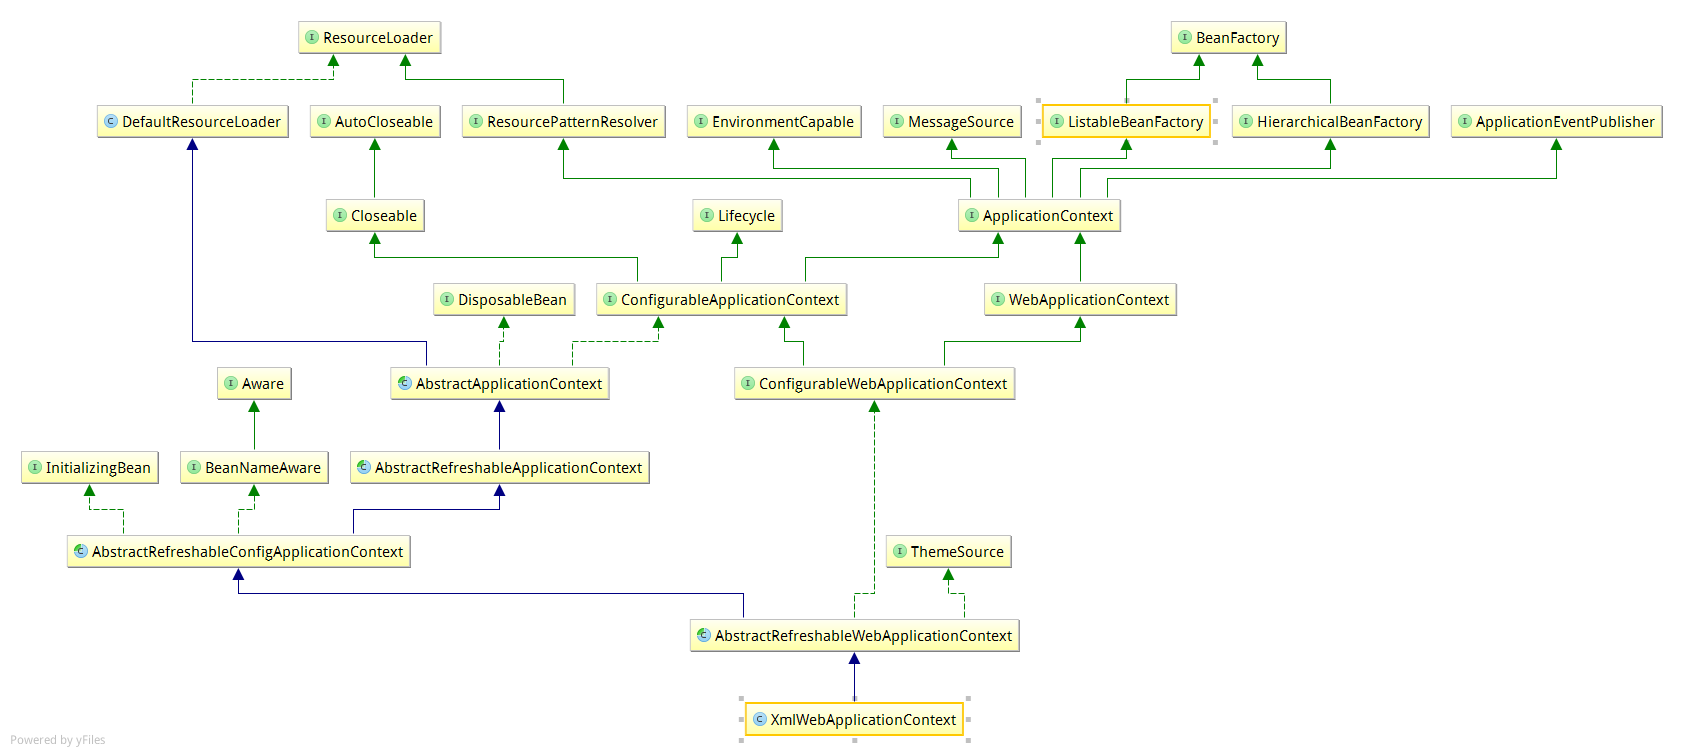 ResourceLoader
BeanFactory
DefaultResourceLoader
AutoCloseable
ResourcePatternResolver
EnvironmentCapable
MessageSource
ListableBeanFactory
HierarchicalBeanFactory
ApplicationEventPublisher
Closeable
Lifecycle
ApplicationContext
DisposableBean
ConfigurableApplicationContext
WebApplicationContext
Aware
AbstractApplicationContext
ConfigurableWebApplicationContext
InitializingBean
BeanNameAware
AbstractRefreshableApplicationContext
AbstractRefreshableConfigApplicationContext
ThemeSource
AbstractRefreshableWebApplicationContext
XmlWebApplicationContext
Powered by yFiles